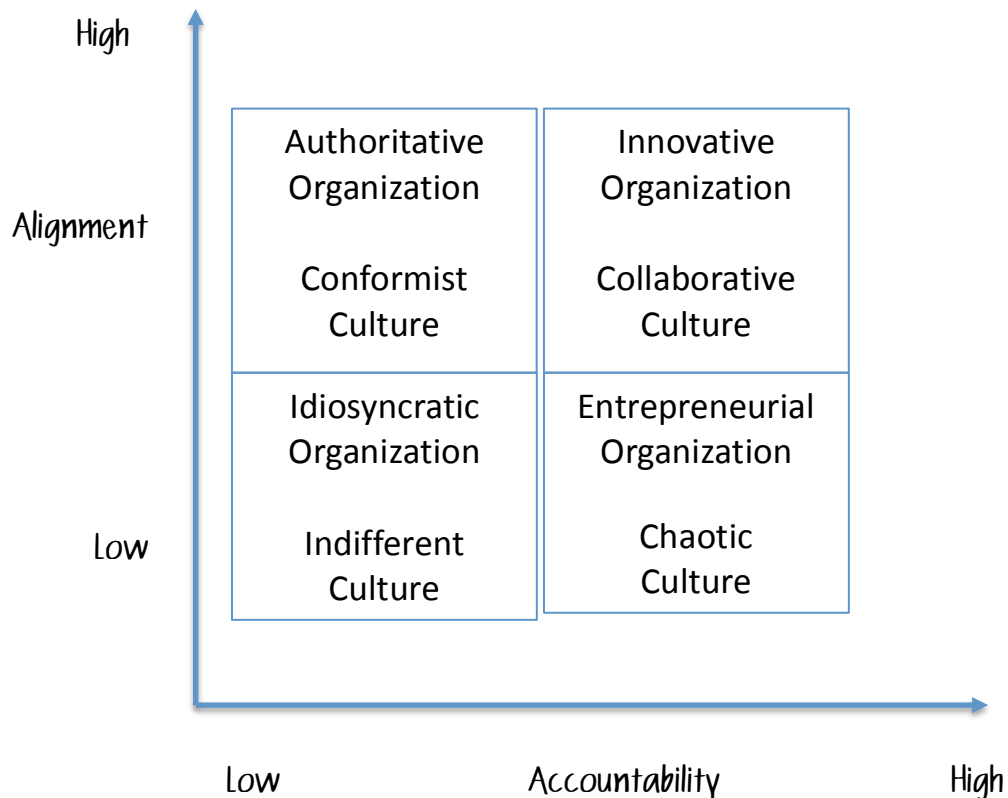 High
Authoritative
Organization
Conformist
Culture
Innovative
Organization
Collaborative
Culture
Alignment
Idiosyncratic
Organization
Indifferent
Culture
Entrepreneurial
Organization
Chaotic
Culture
Low
Low
Accountability
High